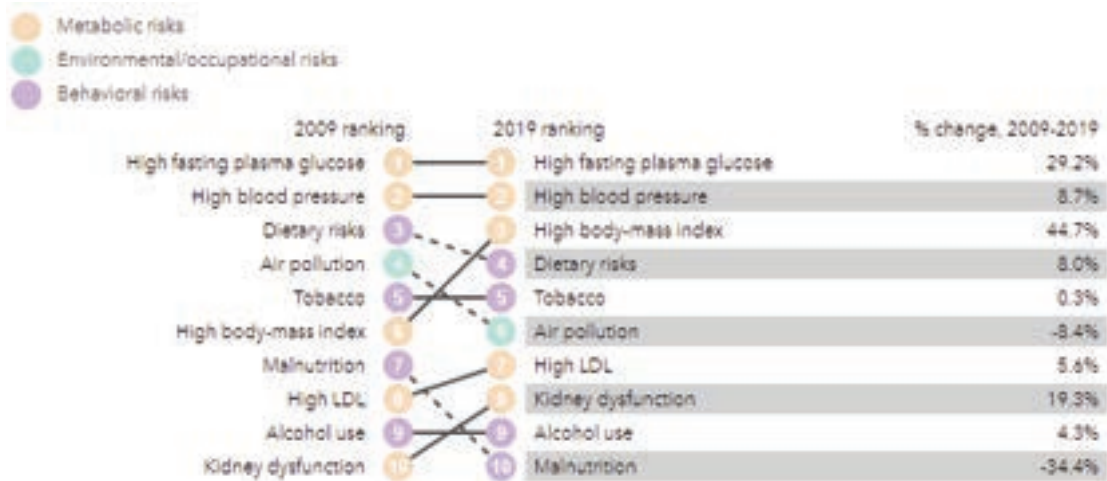 Metabolic risks
Environmental/occupational risks
Behavioral risks
2009 ranking 2019 ranking % change, 2009-2019
High fasting plasma glucose 1 1 High fasting plasma glucose 29.2%
High blood pressure 2 2 High blood pressure 8.7%
Dietary risks 3 3 High body-mass index 44.7%
Air pollution 4 4 Dietary risks 8.0%
Tobacco 5 5 Tobacco 0.3%
High body-mass index 6 6 Air pollution -8.4%
Malnutrition 7 7 High LDL 5.6%
High LDL 8 8 Kidney dysfunction 19.3%
Alcohol use 9 9 Alcohol use 4.3%
Kidney dysfunction 10 10 Malnutrition -34.4%